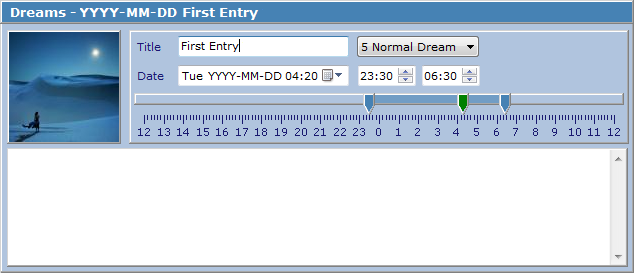 Dreams - YYYY-MM-DD First Entry
Title First Entry 5 Normal Dream
Date Tue YYYY-MM-DD 04:20 23:30 06:30
12 13 14 15 16 17 18 19 20 21 22 23 0 1 2 3 4 5 6 7 8 9 10 11 12